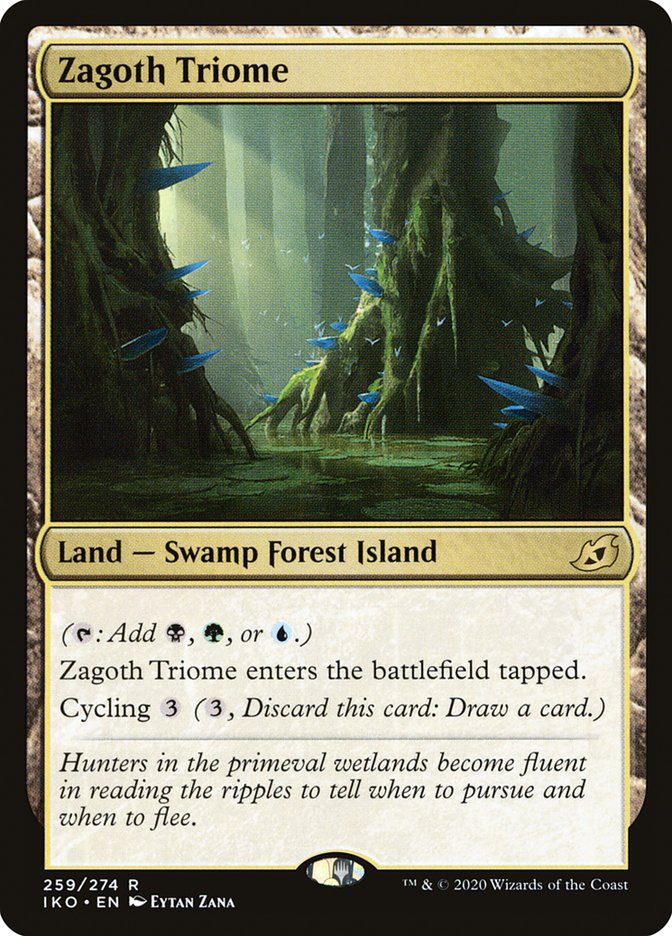 Zagoth Triome
Land — Swamp Forest Island
(: Add , , or .)
Zagoth Triome enters the battlefield tapped.
Cycling 3 (3, Discard this card: Draw a card.)
Hunters in the primeval wetlands become fluent
in reading the ripples to tell when to pursue and
when to flee.
259/274 R
IKO • EN Eytan Zana
™ & © 2020 Wizards of the Coast